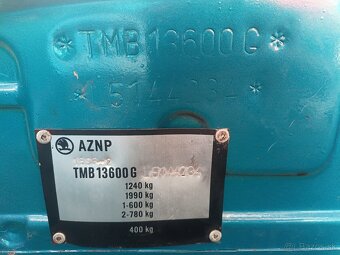 *TMB13600G
AZNP
TMB13600G
1240 kg
1990 kg
1-600 kg
2-780 kg
400 kg